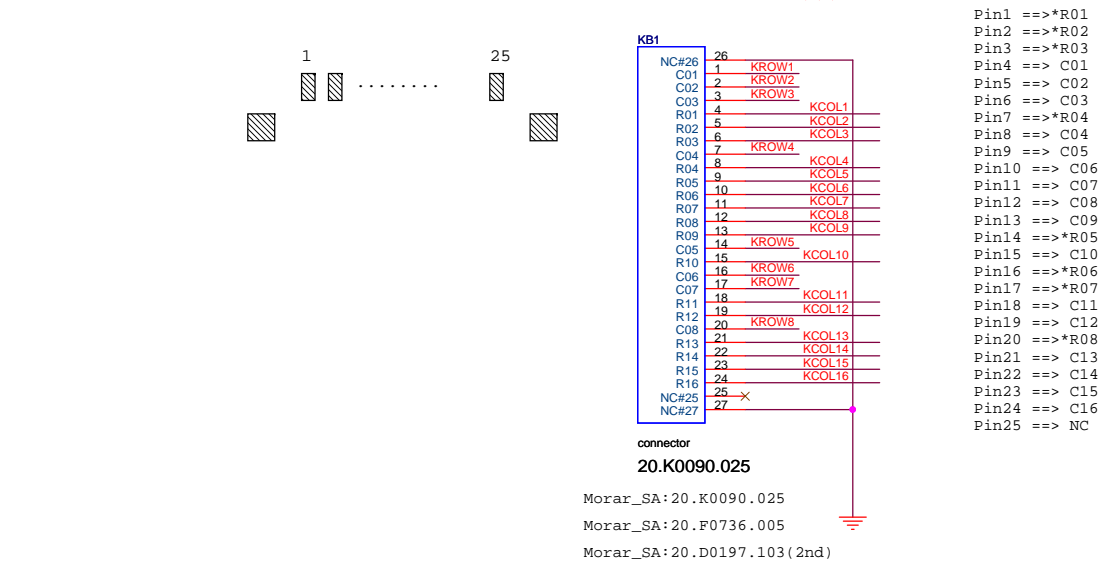 1 25
........
KB1
NC#26 26
C01 1 KROW1
C02 2 KROW2
C03 3 KROW3
R01 4 KCOL1
R02 5 KCOL2
R03 6 KCOL3
C04 7 KROW4
R04 8 KCOL4
R05 9 KCOL5
R06 10 KCOL6
R07 11 KCOL7
R08 12 KCOL8
R09 13 KCOL9
C05 14 KROW5
R10 15 KCOL10
C06 16 KROW6
C07 17 KROW7
R11 18 KCOL11
R12 19 KCOL12
C08 20 KROW8
R13 21 KCOL13
R14 22 KCOL14
R15 23 KCOL15
R16 24 KCOL16
NC#25 25
NC#27 27
connector
20.K0090.025
Morar_SA:20.K0090.025
Morar_SA:20.F0736.005
Morar_SA:20.D0197.103(2nd)
Pin1 ==>*R01
Pin2 ==>*R02
Pin3 ==>*R03
Pin4 ==> C01
Pin5 ==> C02
Pin6 ==> C03
Pin7 ==>*R04
Pin8 ==> C04
Pin9 ==> C05
Pin10 ==> C06
Pin11 ==> C07
Pin12 ==> C08
Pin13 ==> C09
Pin14 ==>*R05
Pin15 ==> C10
Pin16 ==>*R06
Pin17 ==>*R07
Pin18 ==> C11
Pin19 ==> C12
Pin20 ==>*R08
Pin21 ==> C13
Pin22 ==> C14
Pin23 ==> C15
Pin24 ==> C16
Pin25 ==> NC